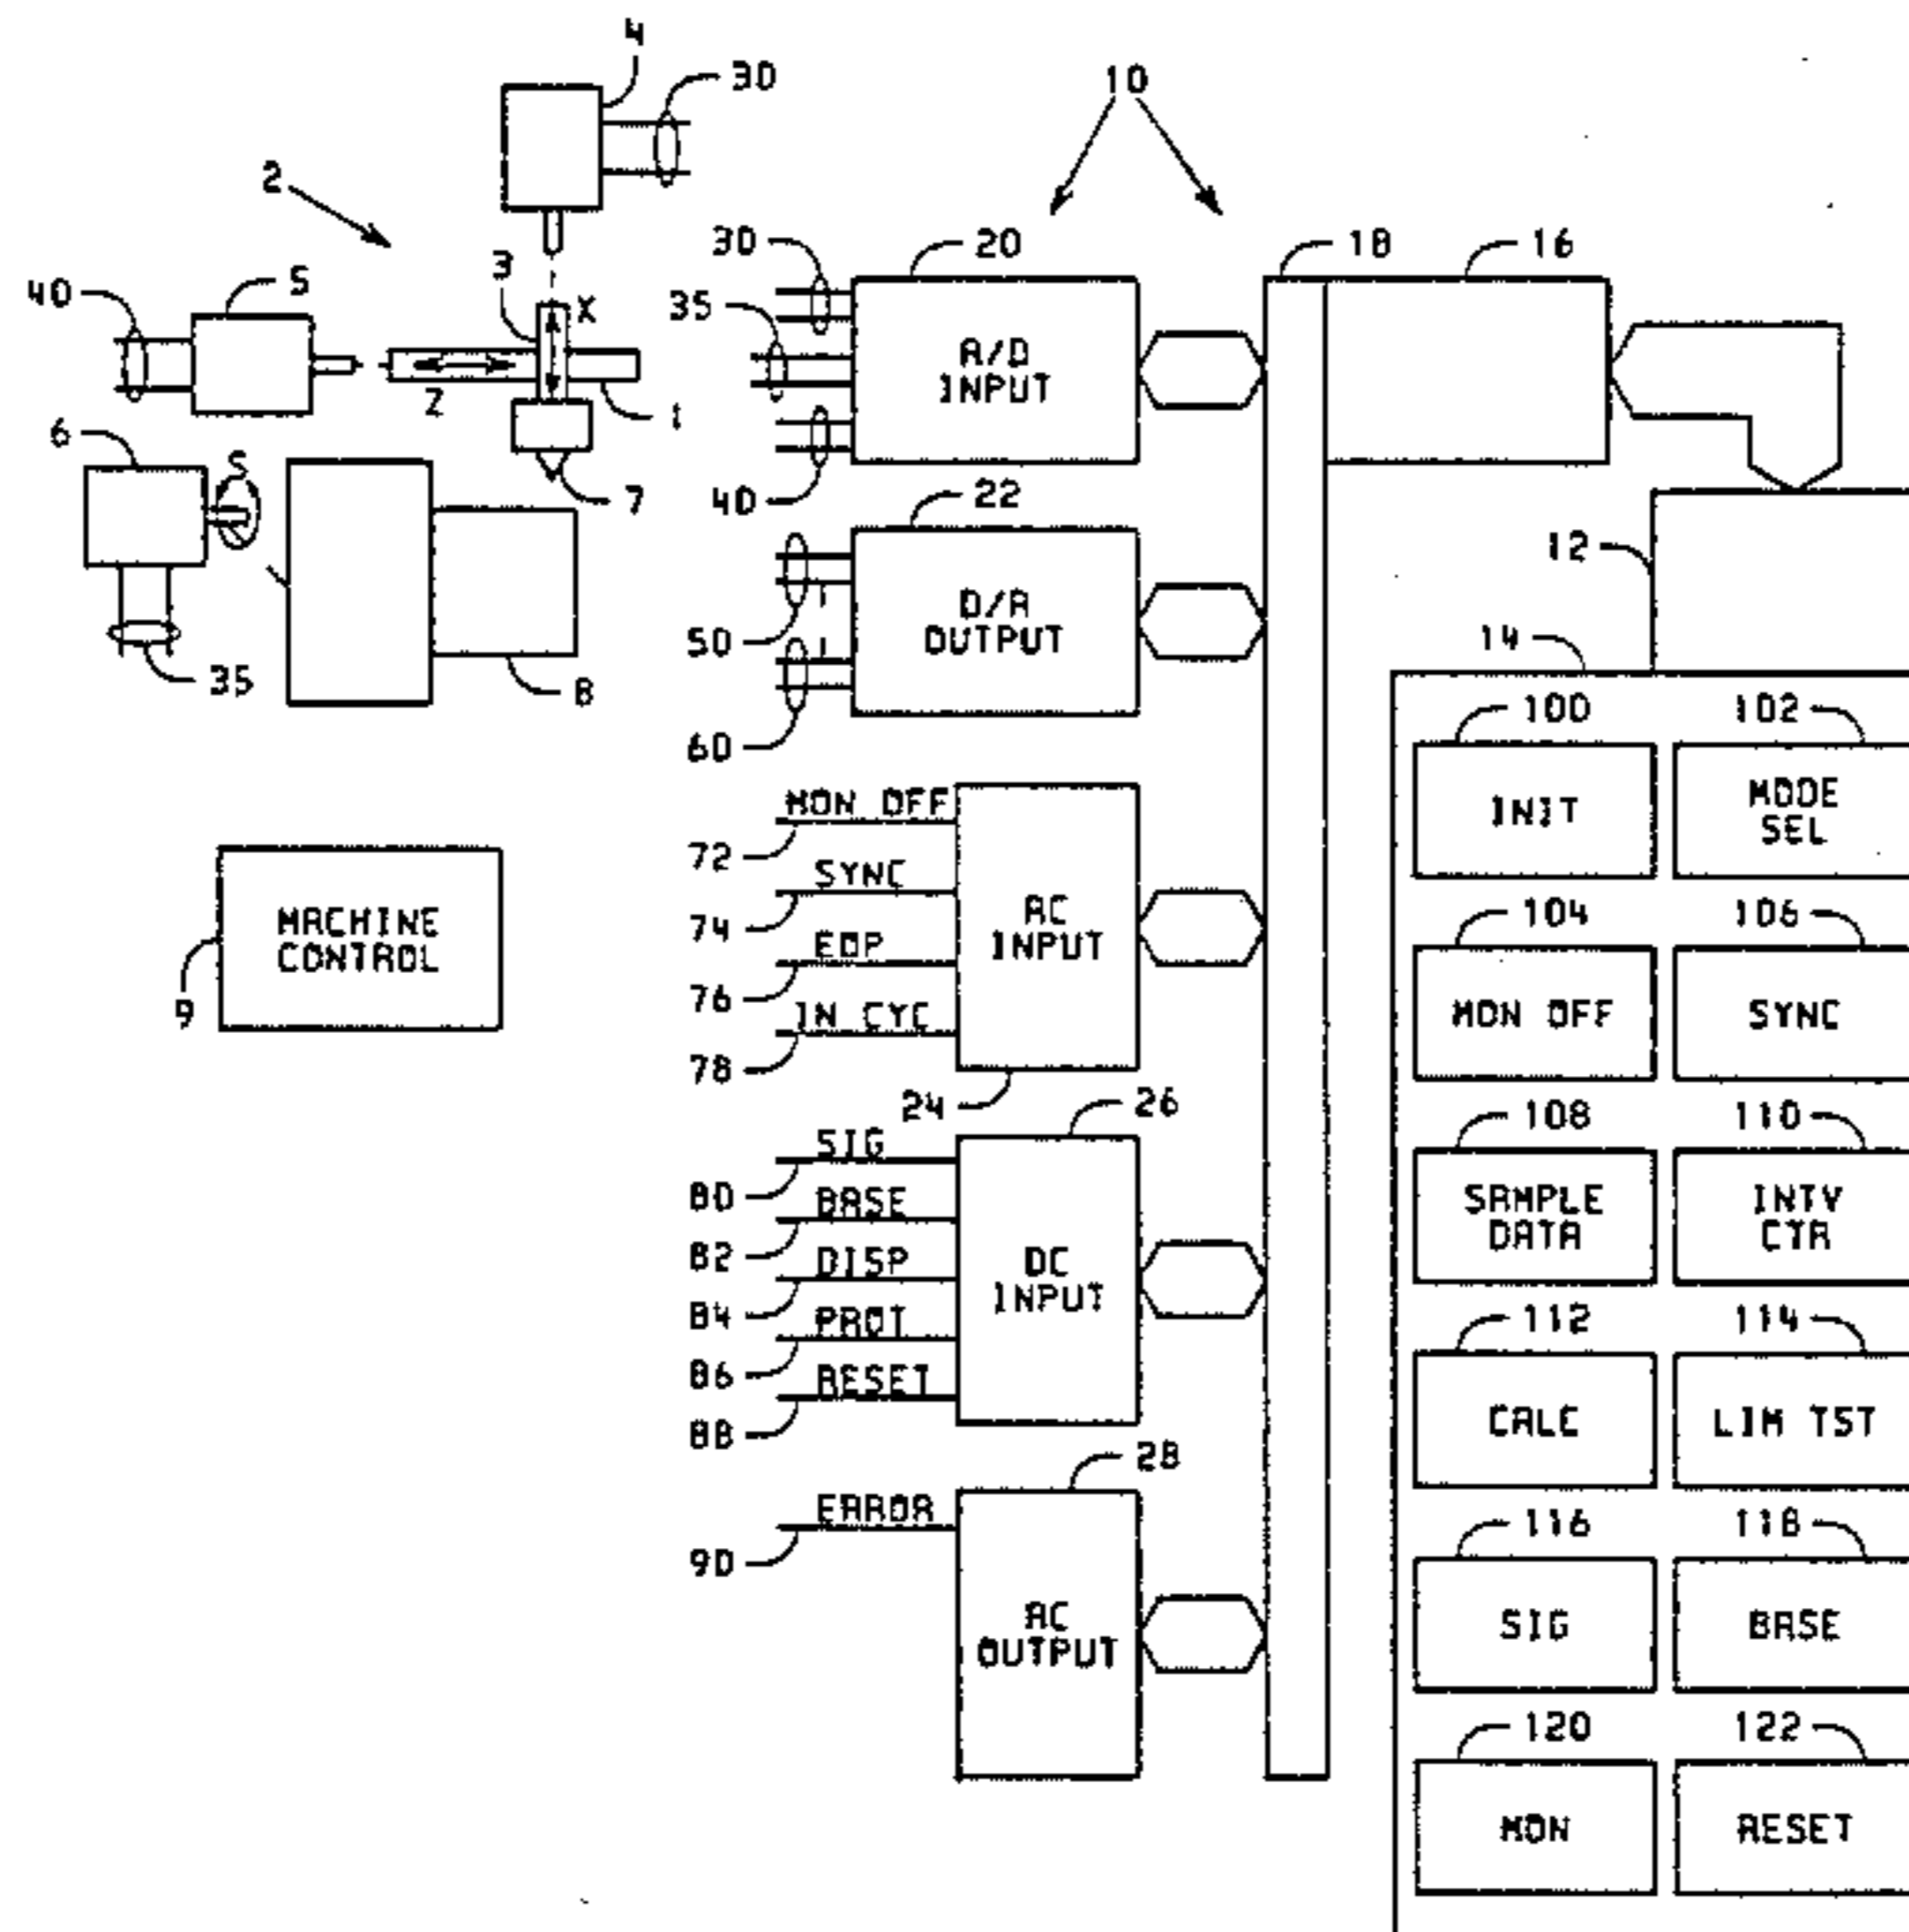 4
30
10
2
3
X
40
5
Z
1
6
S
7
35
8
MACHINE
CONTROL
9
30
20
35
A/D
INPUT
40
22
50
D/A
OUTPUT
60
MON OFF
72
SYNC
74
EOP
76
IN CYC
78
AC
INPUT
24
26
SIG
80
BASE
82
DISP
84
PROT
86
RESET
88
DC
INPUT
28
ERROR
90
AC
OUTPUT
18
16
12
14
100
102
INIT
MODE
SEL
104
106
MON OFF
SYNC
108
110
SAMPLE
DATA
INTV
CTR
112
114
CALC
LIM TST
116
118
SIG
BASE
120
122
MON
RESET